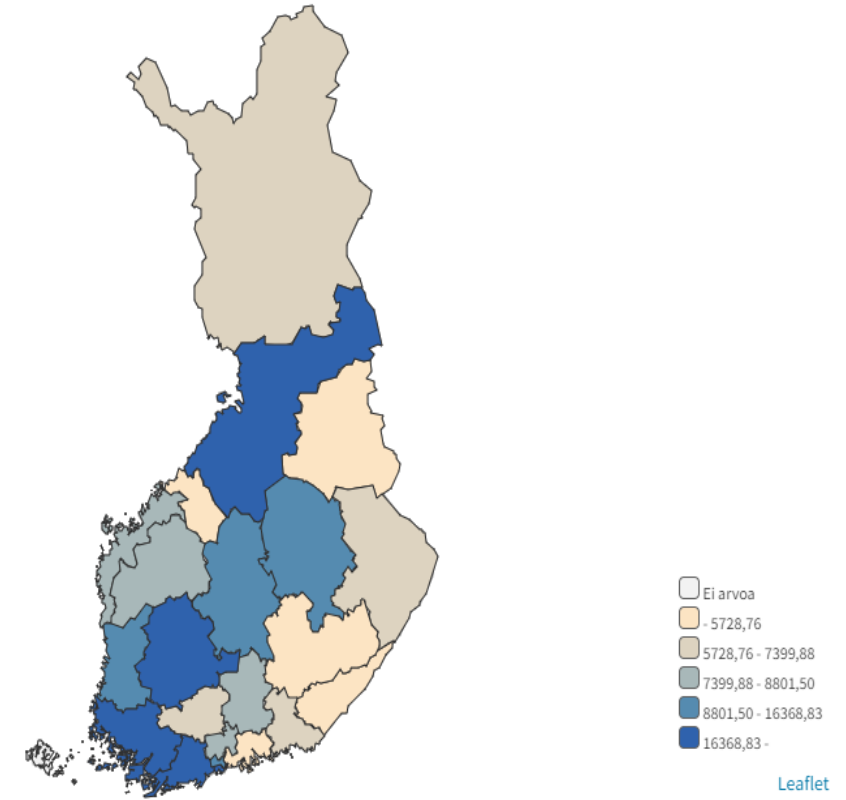 Ei arvoa
- 5728,76
5728,76 - 7399,88
7399,88 - 8801,50
8801,50 - 16368,83
16368,83 -
Leaflet